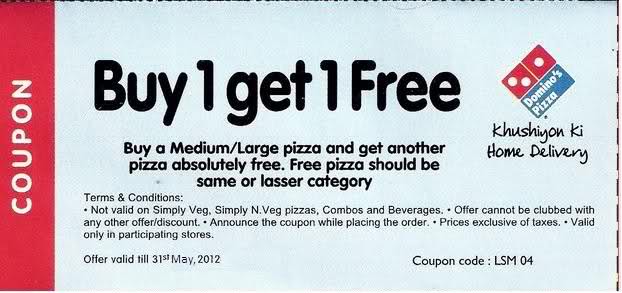 COUPON
Buy 1 get 1 Free
Domino's
Pizza
Khushiyon Ki
Home Delivery
Buy a Medium/Large pizza and get another
pizza absolutely free. Free pizza should be
same or lasser category
Terms & Conditions:
• Not valid on Simply Veg, Simply N.Veg pizzas, Combos and Beverages. • Offer cannot be clubbed with
any other offer/discount. • Announce the coupon while placing the order. • Prices exclusive of taxes. • Valid
only in participating stores.
Offer valid till 31st May, 2012
Coupon code : LSM 04